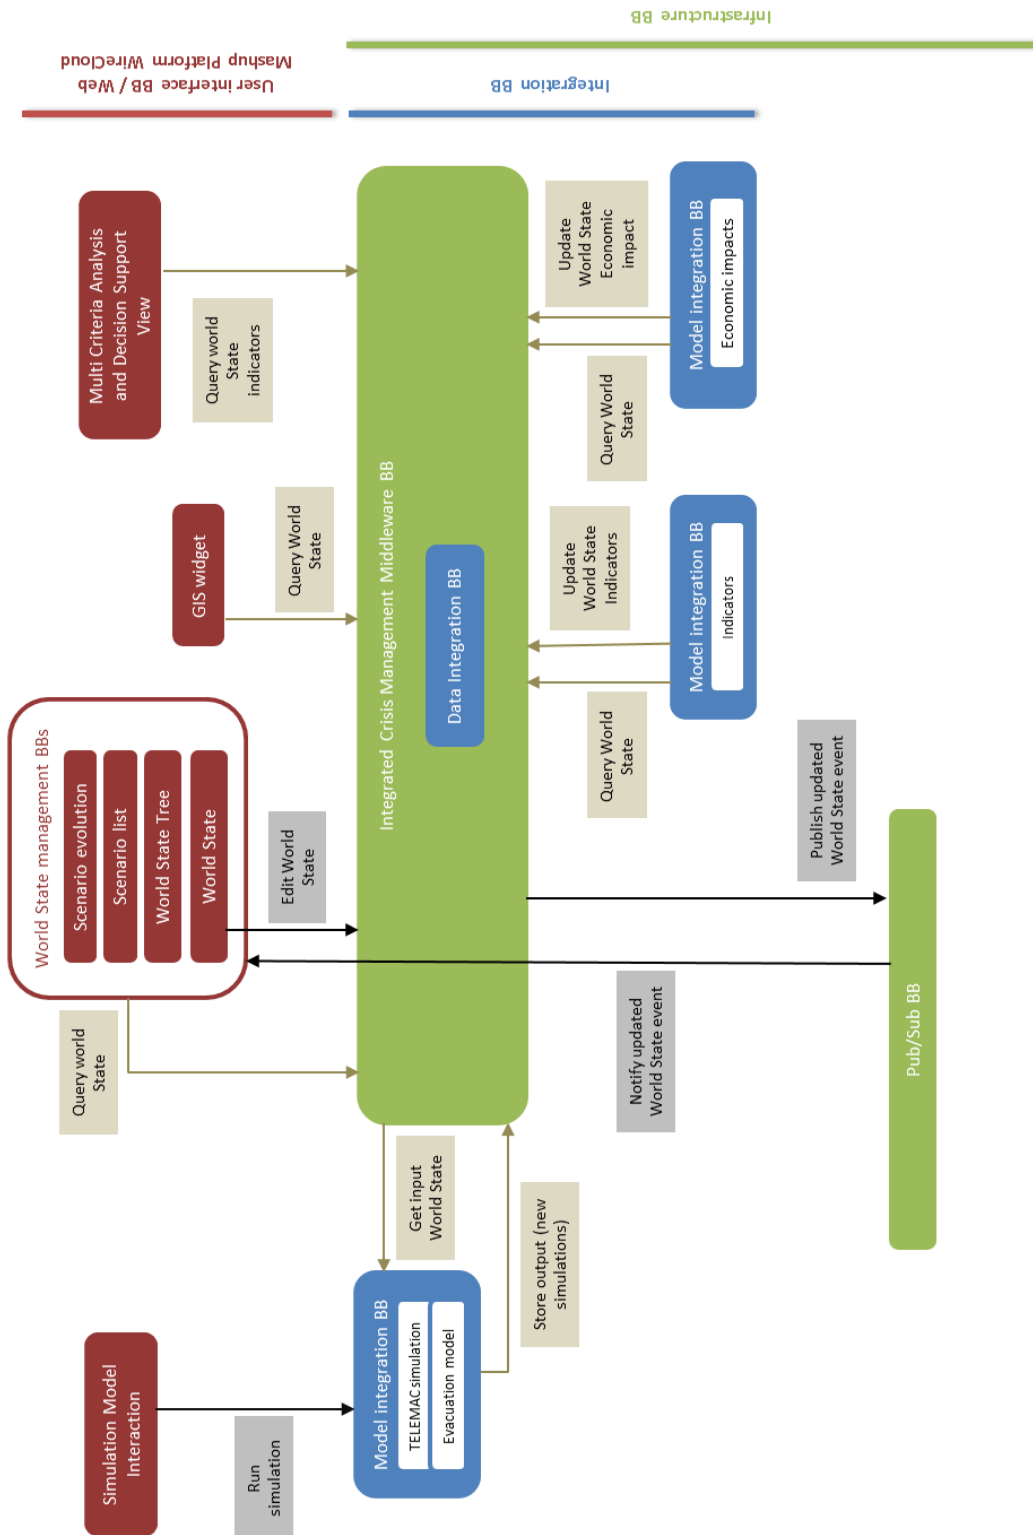 Simulation Model
Interaction
Run
simulation
Model integration BB
TELEMAC simulation
Evacuation model
Get input
World State
Store output (new
simulations)
Query world
State
World State management BBs
Scenario evolution
Scenario list
World State Tree
World State
Edit World
State
GIS widget
Query World
State
Multi Criteria Analysis
and Decision Support
View
Query world
State
indicators
User interface BB / Web
Mashup Platform WireCloud
Integrated Crisis Management Middleware BB
Data Integration BB
Notify updated
World State event
Publish updated
World State event
Pub/Sub BB
Query World
State
Update
World State
Indicators
Model integration BB
Indicators
Query World
State
Update
World State
Economic
impact
Model integration BB
Economic impacts
Integration BB
Infrastructure BB